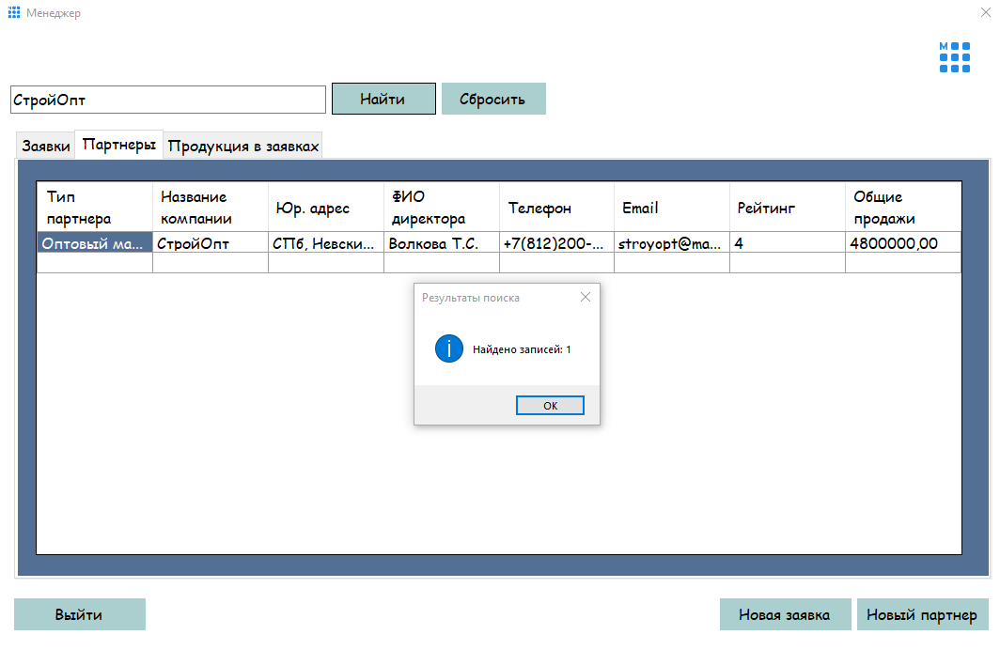 Менеджер
М
СтройОпт
Найти
Сбросить
Заявки
Партнеры
Продукция в заявках
Тип партнера
Название компании
Юр. адрес
ФИО директора
Телефон
Email
Рейтинг
Общие продажи
Оптовый ма...
СтройОпт
СПб, Невски...
Волкова Т.С.
+7(812)200-...
stroyopt@ma...
4
4800000,00
Результаты поиска
Найдено записей: 1
ОК
Выйти
Новая заявка
Новый партнер